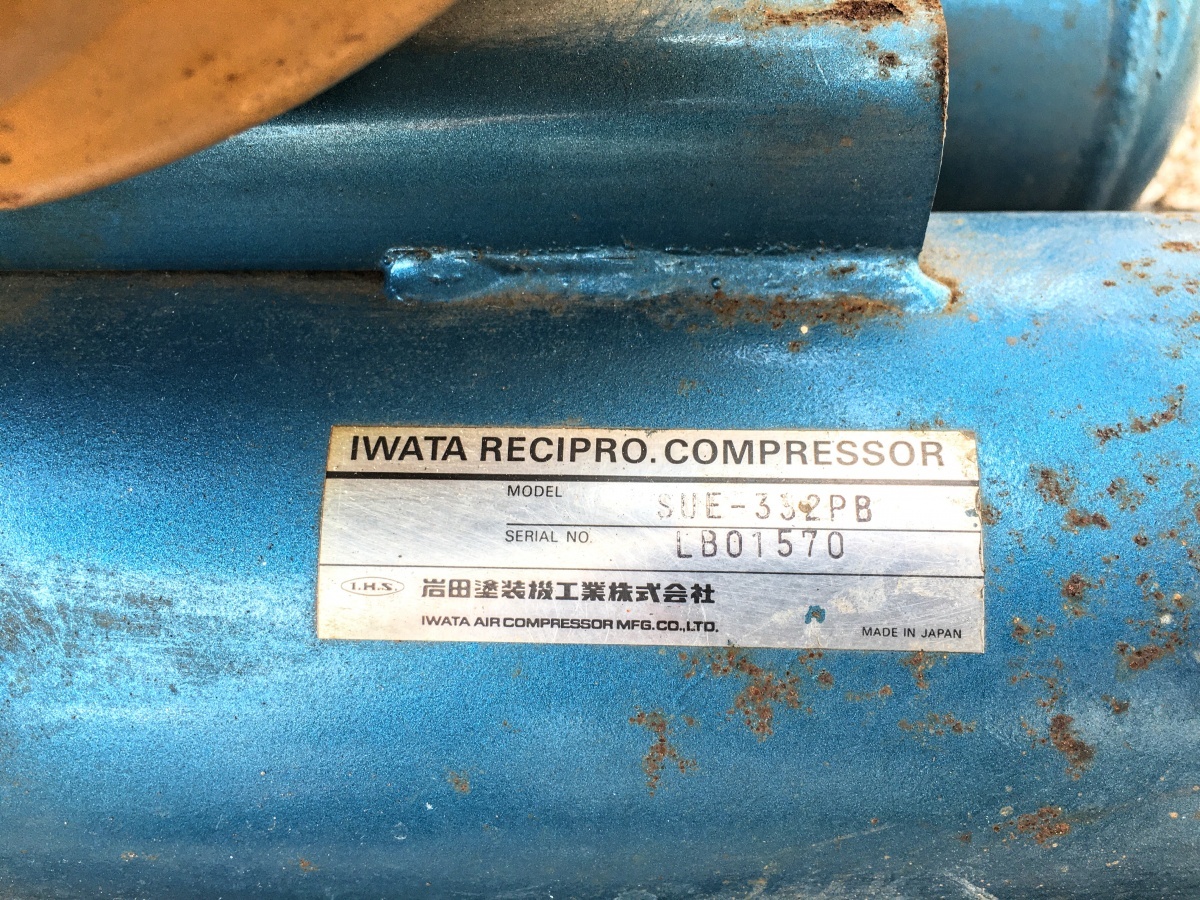 IWATA RECIPRO. COMPRESSOR
MODEL SUE-332PB
SERIAL NO. LB01570
I.H.S. 岩田塗装機工業株式会社
IWATA AIR COMPRESSOR MFG. CO., LTD.
MADE IN JAPAN